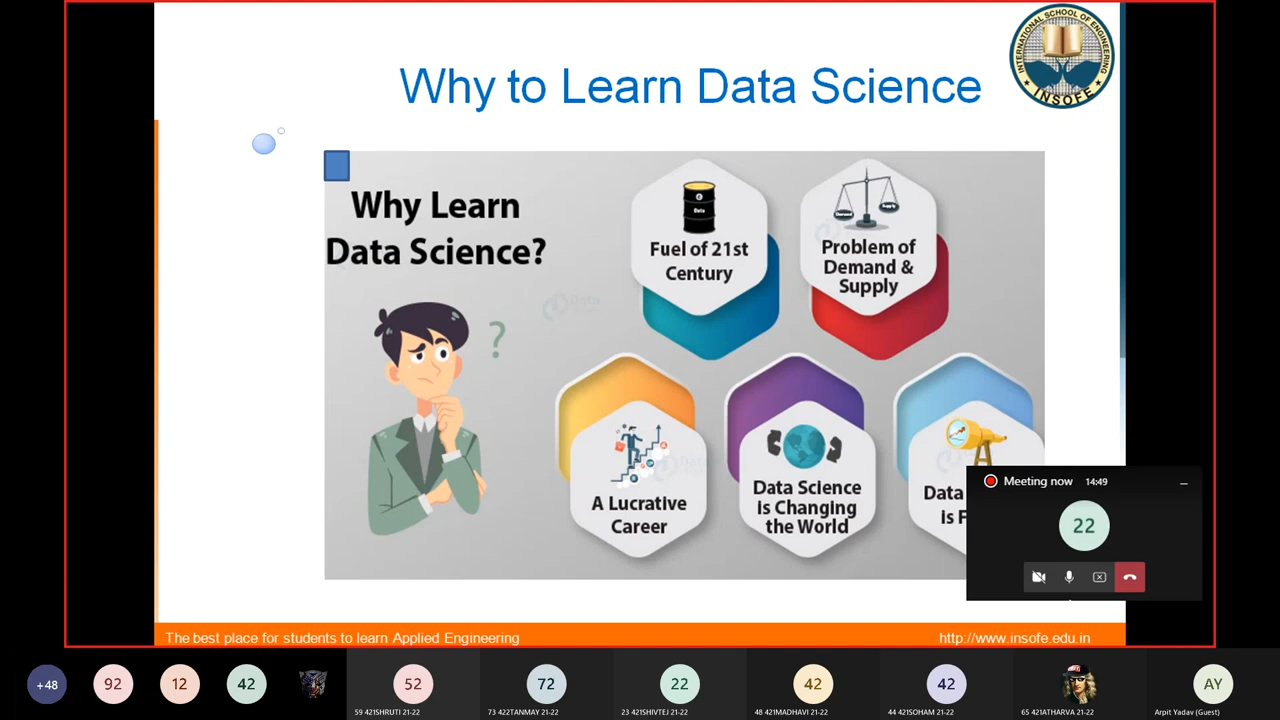 INTERNATIONAL SCHOOL OF ENGINEERING
INSOFE
Why to Learn Data Science
Why Learn
Data Science?
?
Data
Fuel of 21st
Century
Demand
Supply
Problem of
Demand &
Supply
A Lucrative
Career
Data Science
is Changing
the World
Data
is F
Meeting now 14:49
22
The best place for students to learn Applied Engineering
http://www.insofe.edu.in
+48
92
12
42
52
72
22
42
42
AY
59 421SHRUTI 21-22
73 422TANMAY 21-22
23 421SHIVTEJ 21-22
48 421MADHAVI 21-22
44 421SOHAM 21-22
65 421ATHARVA 21-22
Arpit Yadav (Guest)